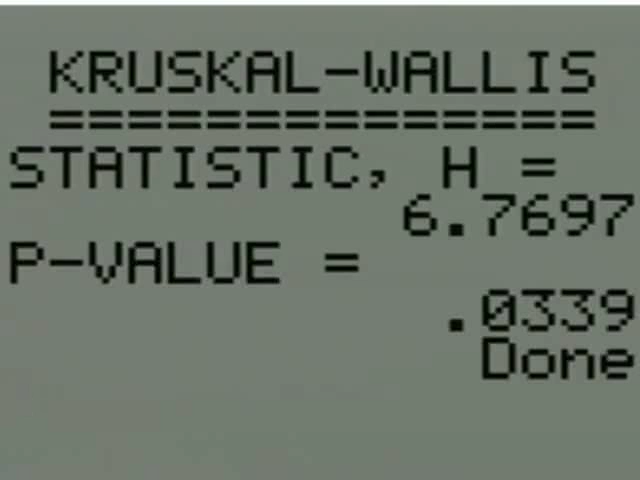 KRUSKAL-WALLIS
==============
STATISTIC, H =
6.7697
P-VALUE =
.0339
Done